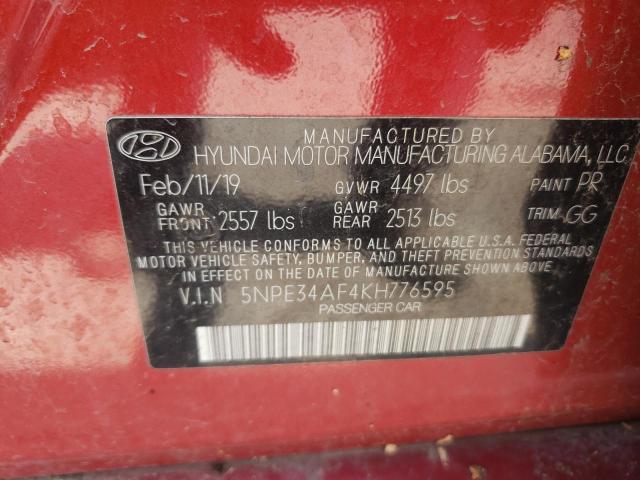 MANUFACTURED BY
HYUNDAI MOTOR MANUFACTURING ALABAMA, LLC
Feb/11/19 GVWR 4497 lbs PAINT PR
GAWR FRONT 2557 lbs GAWR REAR 2513 lbs TRIM GG
THIS VEHICLE CONFORMS TO ALL APPLICABLE U.S.A. FEDERAL
MOTOR VEHICLE SAFETY, BUMPER, AND THEFT PREVENTION STANDARDS
IN EFFECT ON THE DATE OF MANUFACTURE SHOWN ABOVE.
V.I.N 5NPE34AF4KH776595
PASSENGER CAR